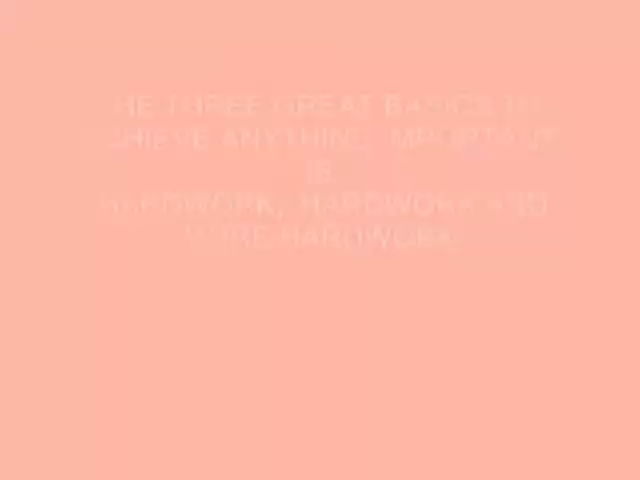 THE THREE GREAT BASICS TO
ACHIEVE ANYTHING IMPORTANT
IS
HARDWORK, HARDWORK AND
MORE HARDWORK